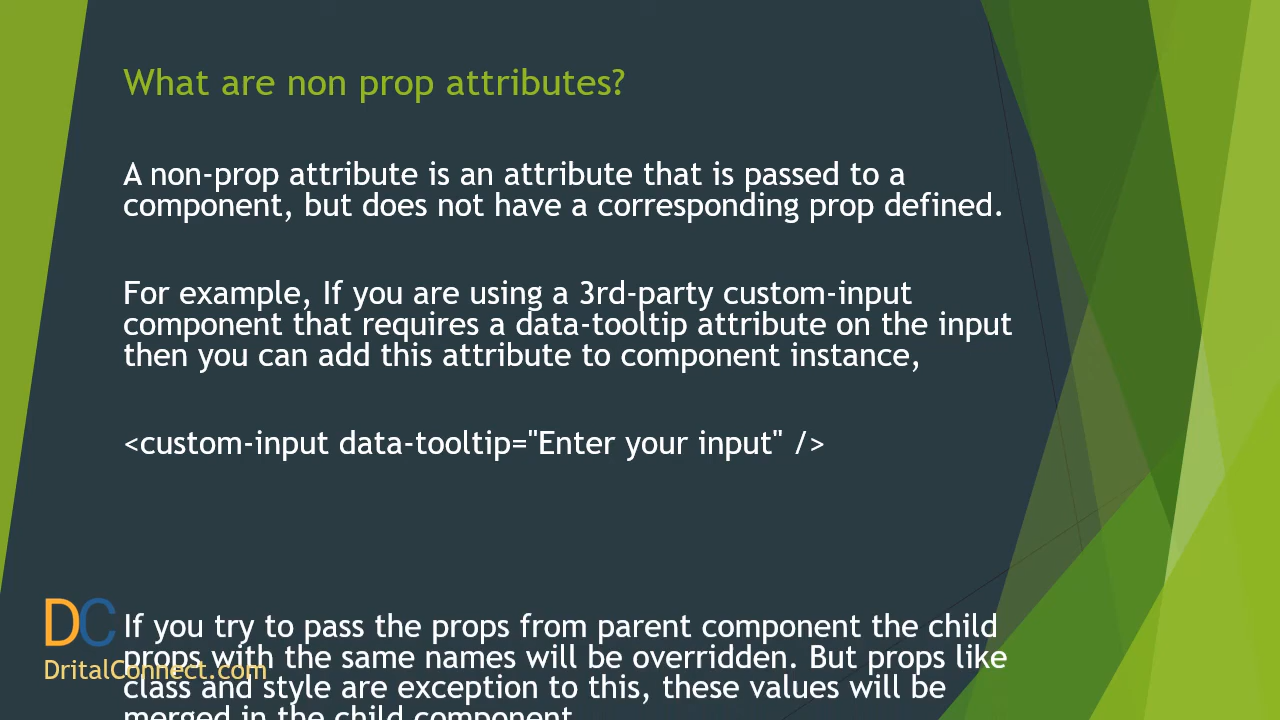 What are non prop attributes?
A non-prop attribute is an attribute that is passed to a
component, but does not have a corresponding prop defined.
For example, If you are using a 3rd-party custom-input
component that requires a data-tooltip attribute on the input
then you can add this attribute to component instance,
<custom-input data-tooltip="Enter your input" />
If you try to pass the props from parent component the child
props with the same names will be overridden. But props like
class and style are exception to this, these values will be
merged in the child component.
DC
DritalConnect.com